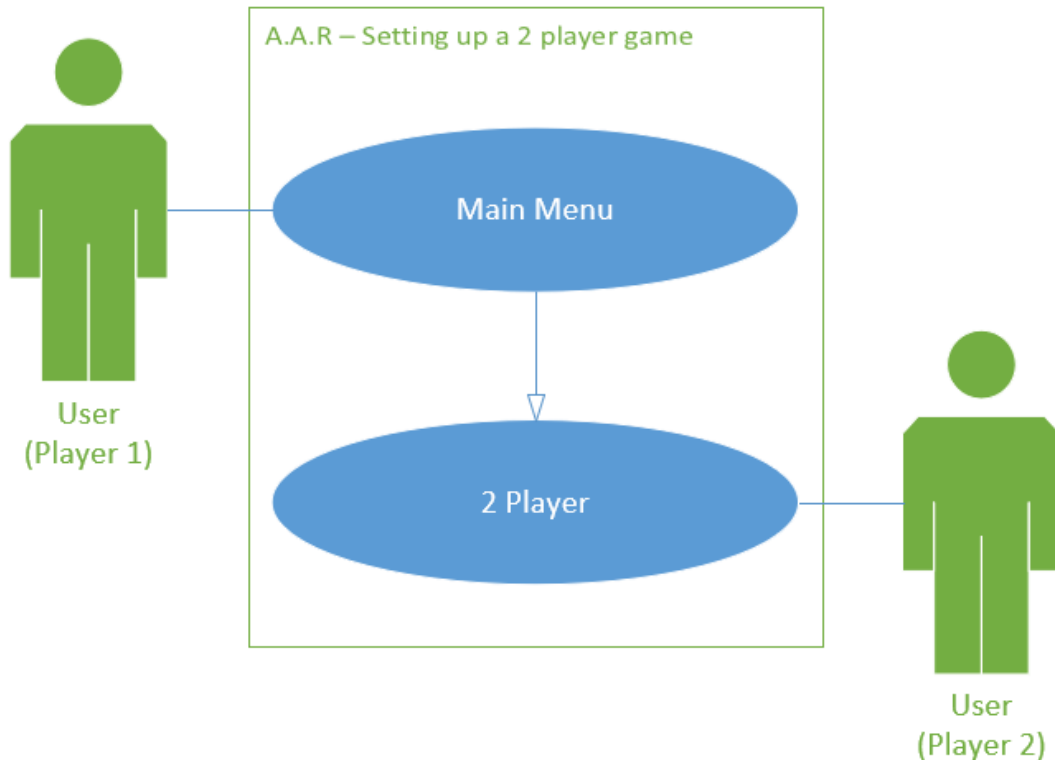 A.A.R – Setting up a 2 player game
Main Menu
User
(Player 1)
2 Player
User
(Player 2)